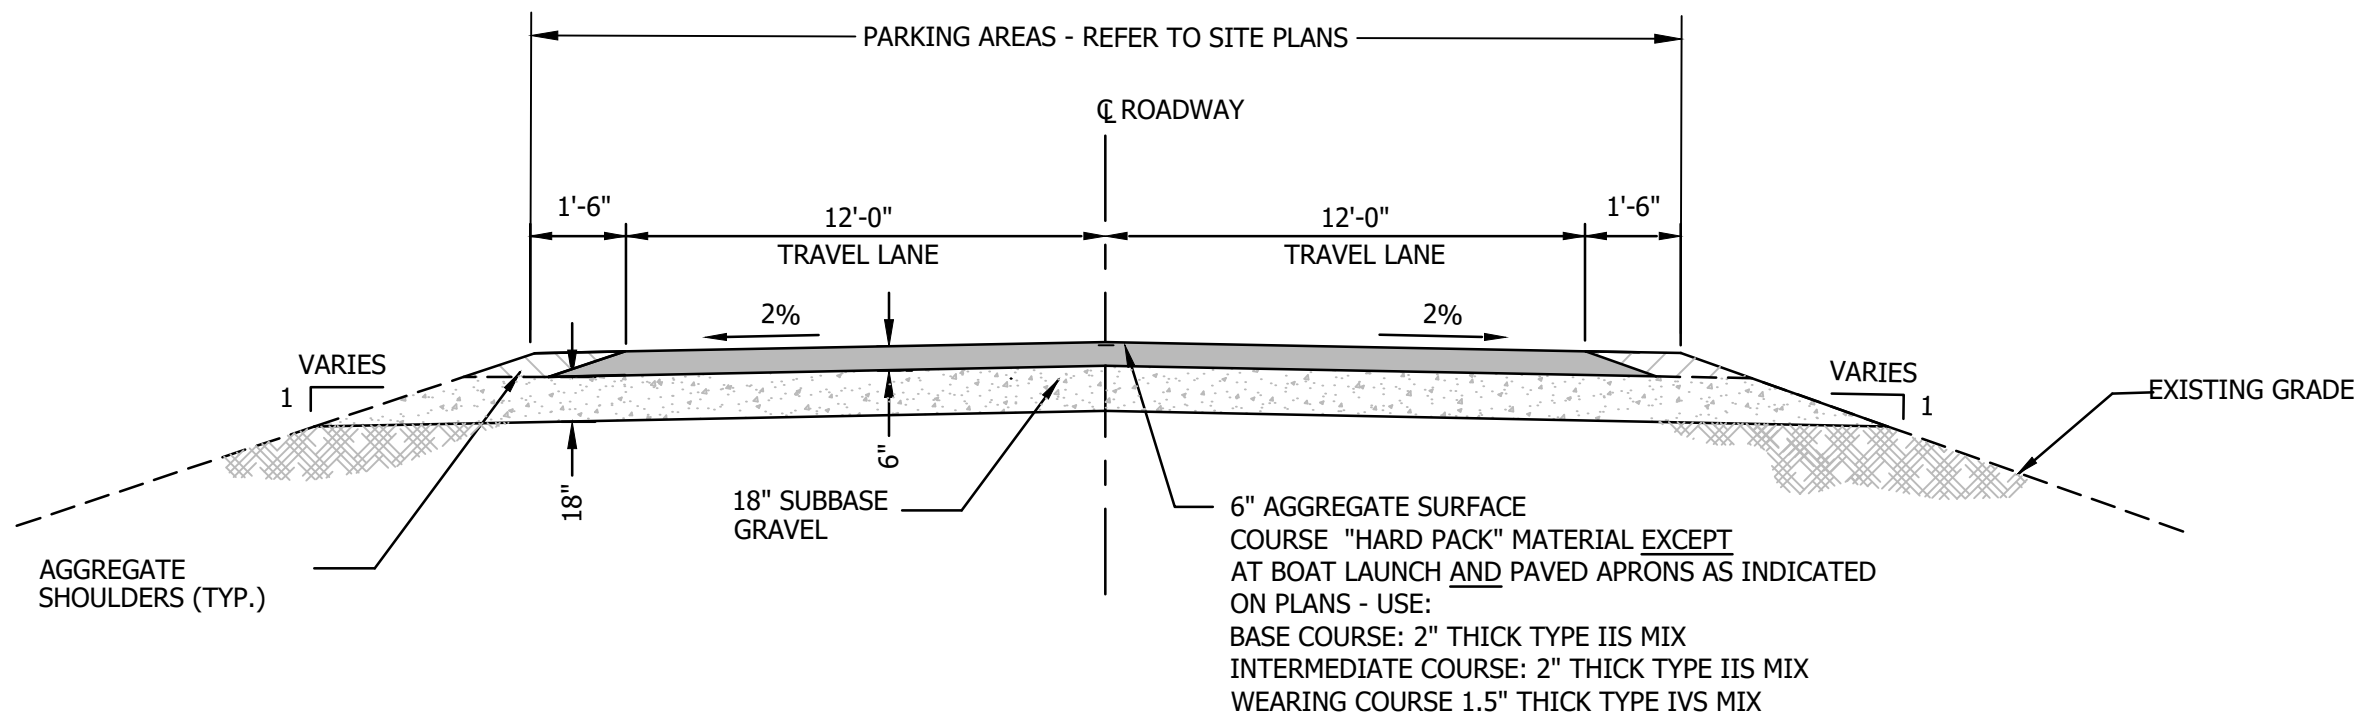 PARKING AREAS - REFER TO SITE PLANS
℄ ROADWAY
1'-6"
12'-0"
12'-0"
1'-6"
TRAVEL LANE
TRAVEL LANE
2%
2%
VARIES
1
VARIES
1
EXISTING GRADE
6"
18"
18" SUBBASE
GRAVEL
AGGREGATE
SHOULDERS (TYP.)
6" AGGREGATE SURFACE
COURSE "HARD PACK" MATERIAL EXCEPT
AT BOAT LAUNCH AND PAVED APRONS AS INDICATED
ON PLANS - USE:
BASE COURSE: 2" THICK TYPE IIS MIX
INTERMEDIATE COURSE: 2" THICK TYPE IIS MIX
WEARING COURSE 1.5" THICK TYPE IVS MIX